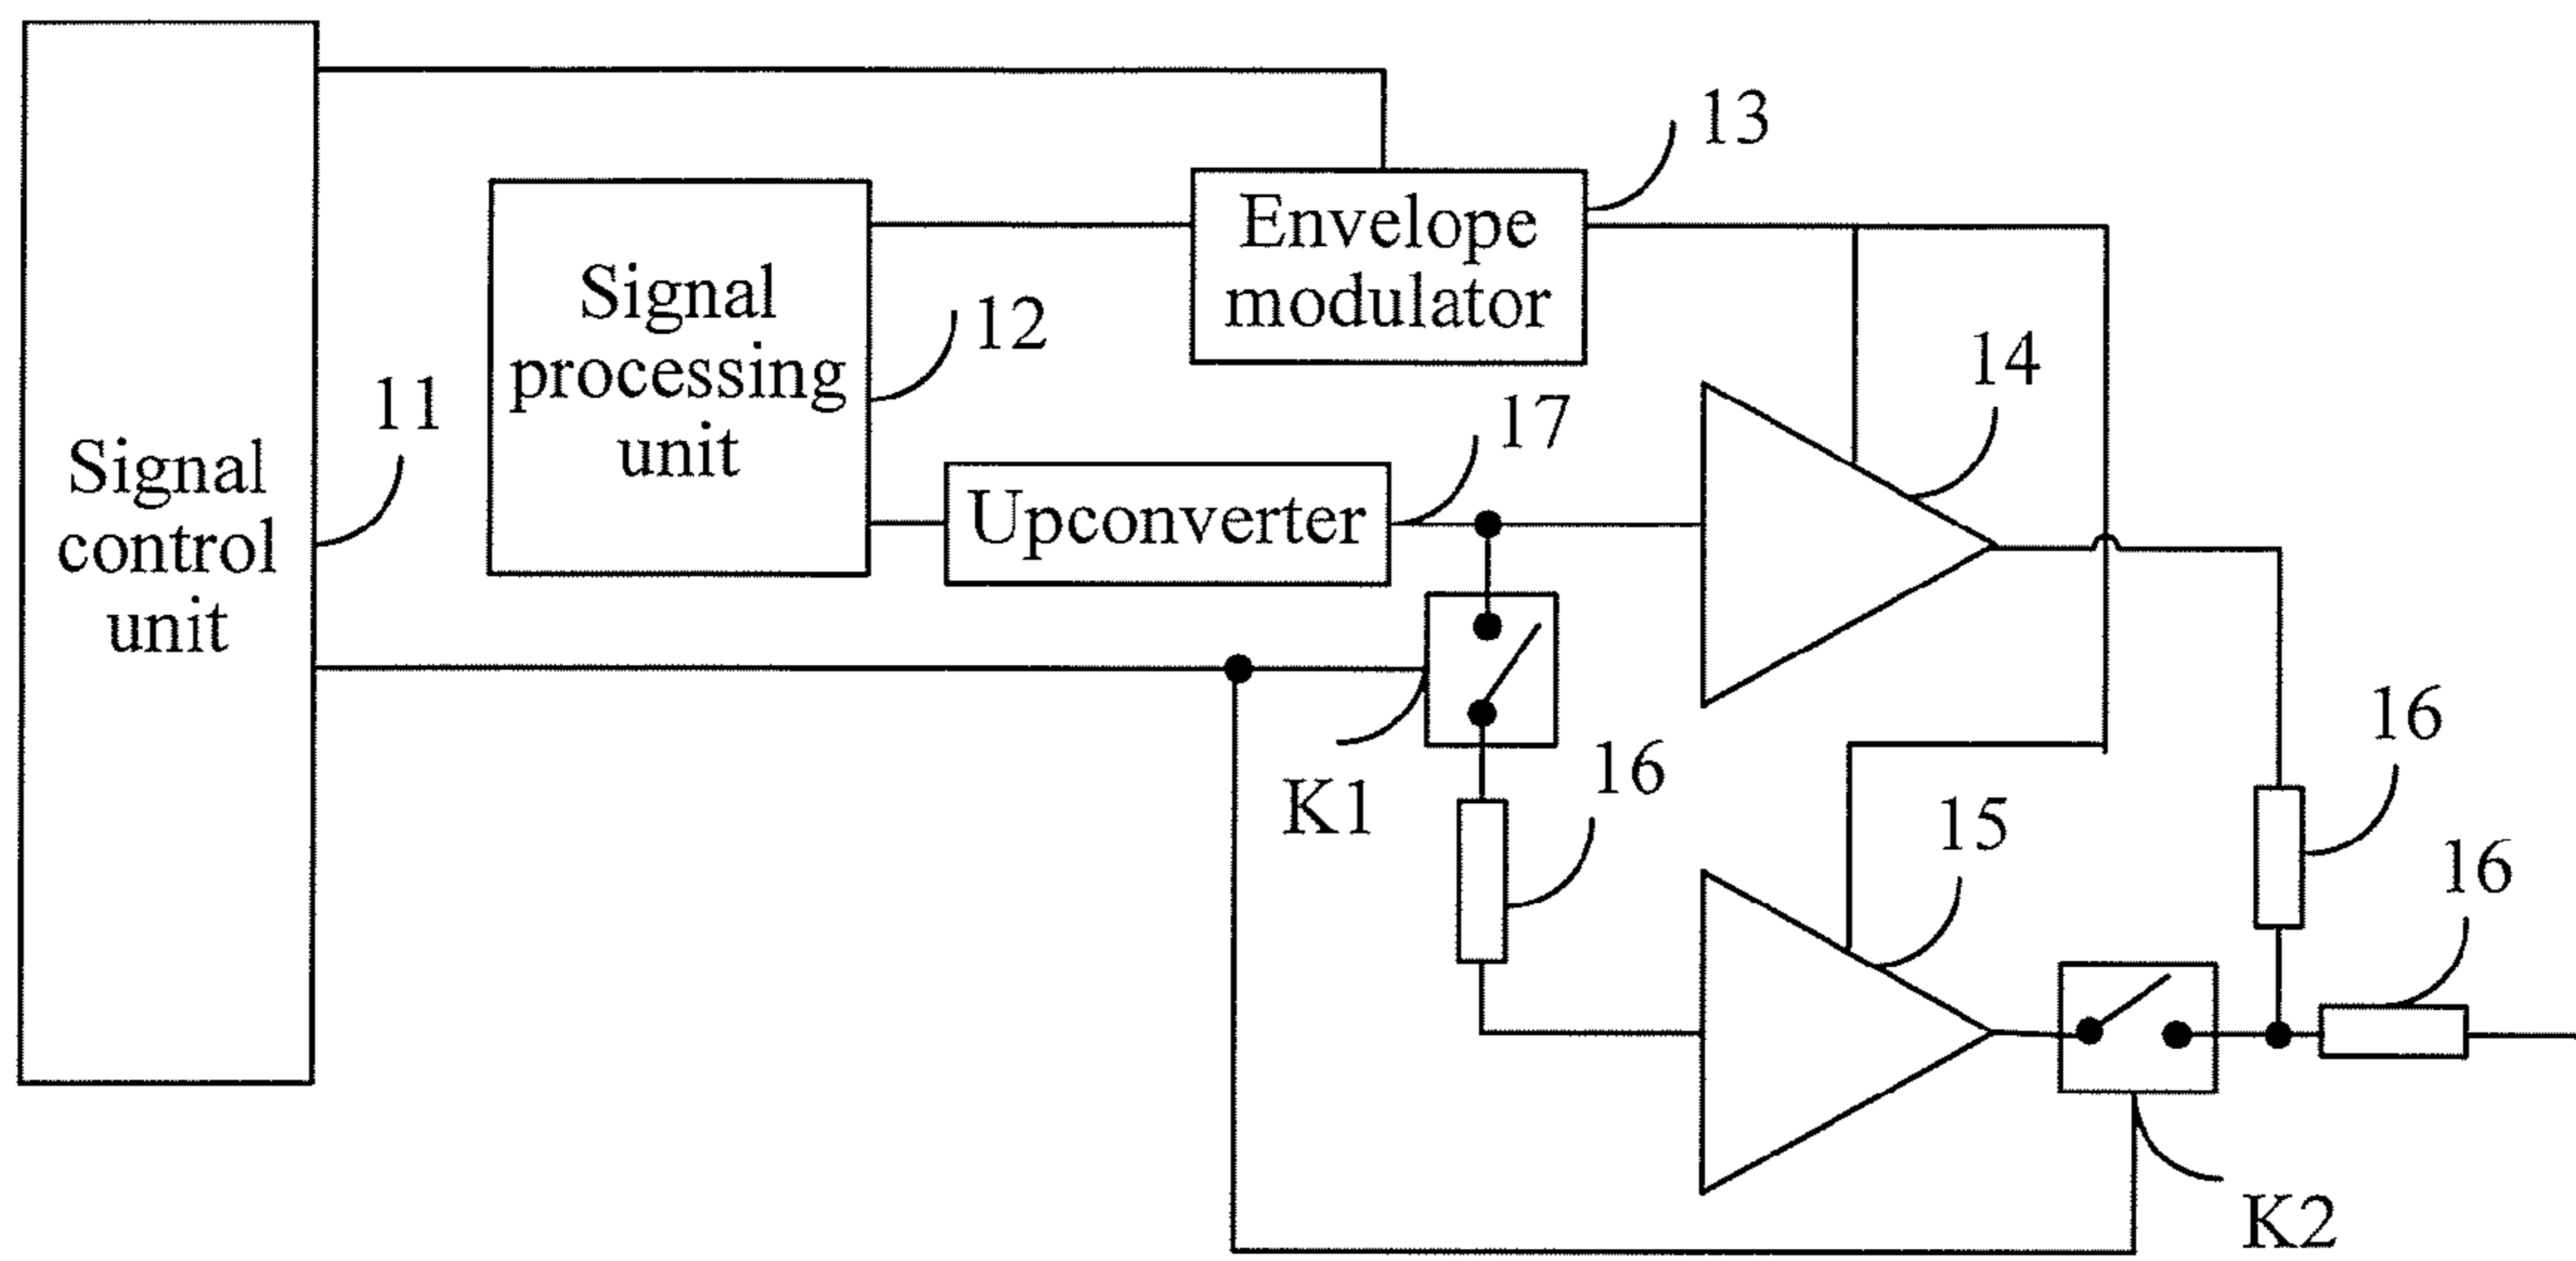 Signal
control
unit
11
Signal
processing
unit
12
Envelope
modulator
13
Upconverter
17
14
K1
16
15
16
16
K2